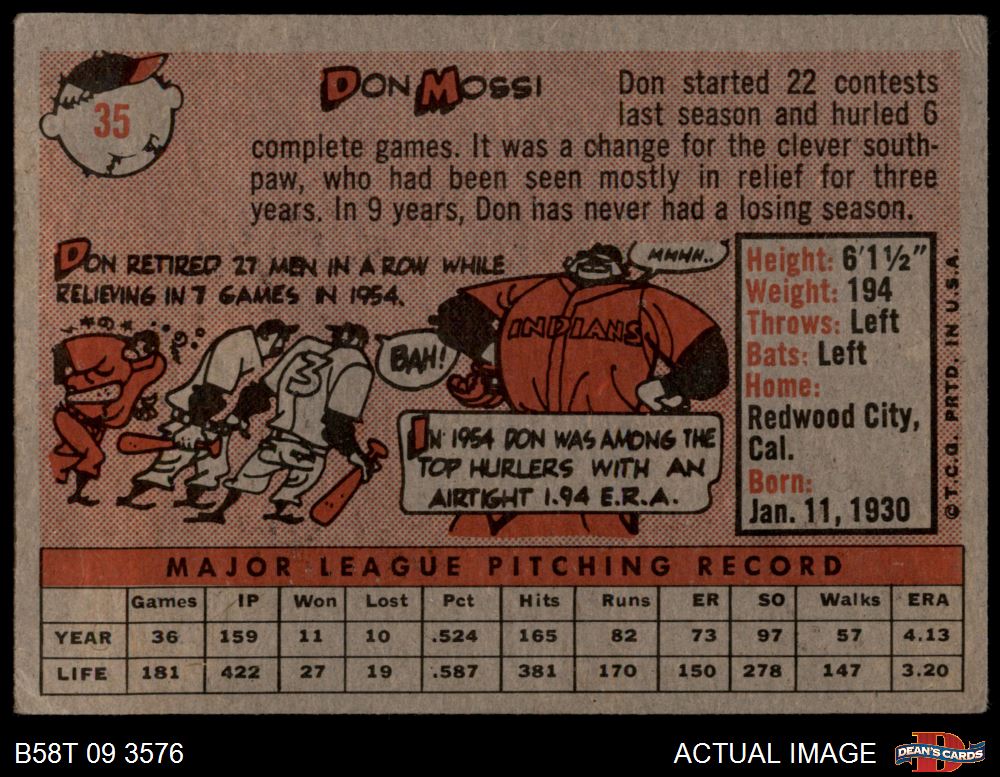 35
DON MOSSI
Don started 22 contests
last season and hurled 6
complete games. It was a change for the clever south-
paw, who had been seen mostly in relief for three
years. In 9 years, Don has never had a losing season.
DON RETIRED 27 MEN IN A ROW WHILE
RELIEVING IN 7 GAMES IN 1954.
MHHN..
BAH!
INDIANS
3
IN 1954 DON WAS AMONG THE
TOP HURLERS WITH AN
AIRTIGHT 1.94 E.R.A.
Height: 6'1½"
Weight: 194
Throws: Left
Bats: Left
Home:
Redwood City,
Cal.
Born:
Jan. 11, 1930
©T.C.G. PRTD. IN U.S.A.
MAJOR LEAGUE PITCHING RECORD
Games IP Won Lost Pct Hits Runs ER SO Walks ERA
YEAR 36 159 11 10 .524 165 82 73 97 57 4.13
LIFE 181 422 27 19 .587 381 170 150 278 147 3.20
B58T 09 3576
ACTUAL IMAGE
D
DEAN'S CARDS